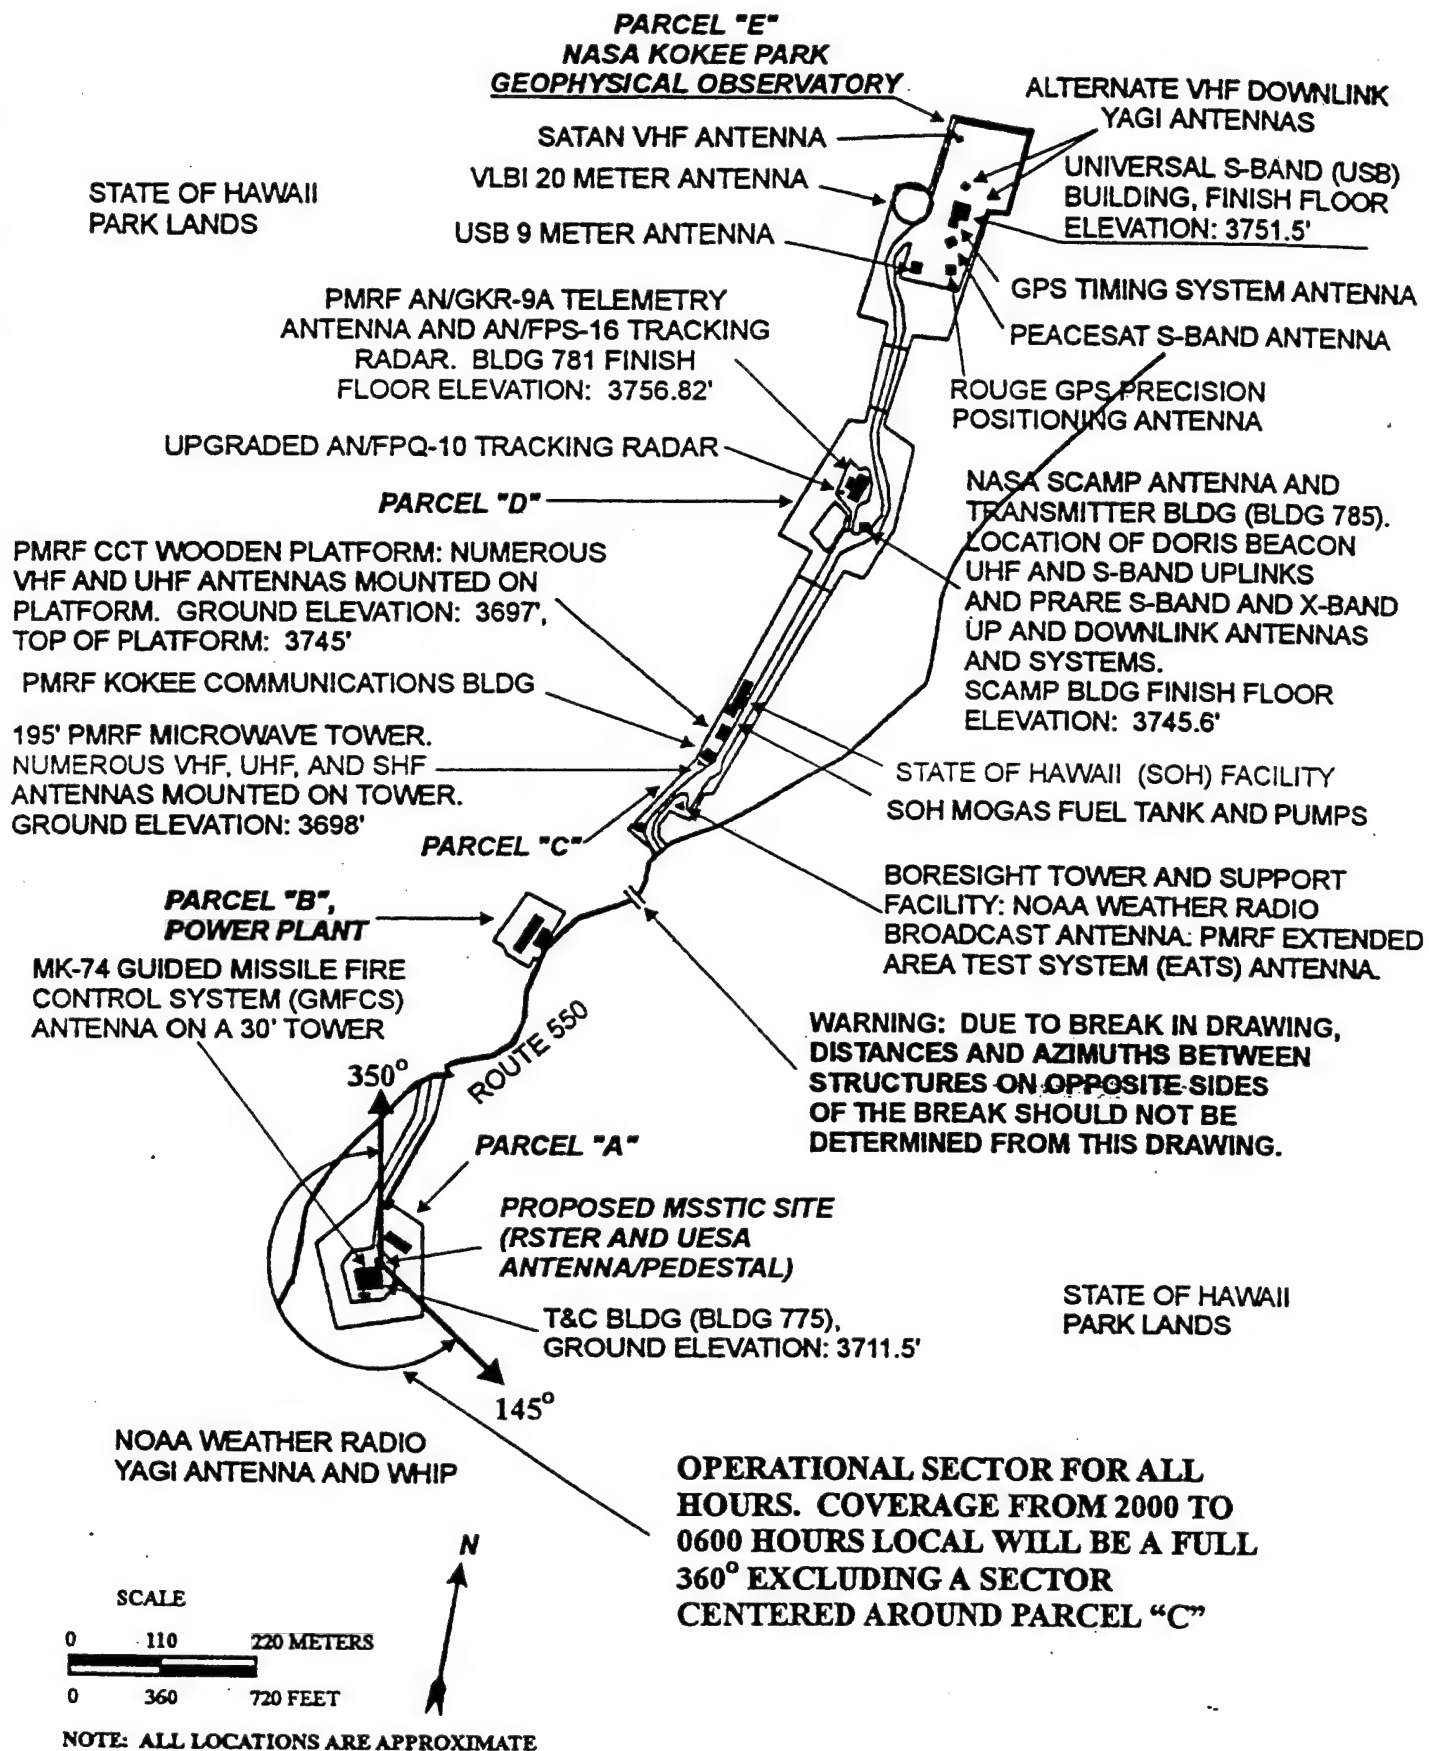 PARCEL "E"
NASA KOKEE PARK
GEOPHYSICAL OBSERVATORY
ALTERNATE VHF DOWNLINK
YAGI ANTENNAS
SATAN VHF ANTENNA
VLBI 20 METER ANTENNA
UNIVERSAL S-BAND (USB)
BUILDING, FINISH FLOOR
ELEVATION: 3751.5'
STATE OF HAWAII
PARK LANDS
USB 9 METER ANTENNA
GPS TIMING SYSTEM ANTENNA
PEACESAT S-BAND ANTENNA
PMRF AN/GKR-9A TELEMETRY
ANTENNA AND AN/FPS-16 TRACKING
RADAR. BLDG 781 FINISH
FLOOR ELEVATION: 3756.82'
ROUGE GPS PRECISION
POSITIONING ANTENNA
UPGRADED AN/FPQ-10 TRACKING RADAR
PARCEL "D"
NASA SCAMP ANTENNA AND
TRANSMITTER BLDG (BLDG 785).
LOCATION OF DORIS BEACON
UHF AND S-BAND UPLINKS
AND PRARE S-BAND AND X-BAND
UP AND DOWNLINK ANTENNAS
AND SYSTEMS.
SCAMP BLDG FINISH FLOOR
ELEVATION: 3745.6'
PMRF CCT WOODEN PLATFORM: NUMEROUS
VHF AND UHF ANTENNAS MOUNTED ON
PLATFORM. GROUND ELEVATION: 3697',
TOP OF PLATFORM: 3745'
PMRF KOKEE COMMUNICATIONS BLDG
195' PMRF MICROWAVE TOWER.
NUMEROUS VHF, UHF, AND SHF
ANTENNAS MOUNTED ON TOWER.
GROUND ELEVATION: 3698'
STATE OF HAWAII (SOH) FACILITY
SOH MOGAS FUEL TANK AND PUMPS
PARCEL "C"
BORESIGHT TOWER AND SUPPORT
FACILITY: NOAA WEATHER RADIO
BROADCAST ANTENNA: PMRF EXTENDED
AREA TEST SYSTEM (EATS) ANTENNA.
PARCEL "B",
POWER PLANT
MK-74 GUIDED MISSILE FIRE
CONTROL SYSTEM (GMFCS)
ANTENNA ON A 30' TOWER
WARNING: DUE TO BREAK IN DRAWING,
DISTANCES AND AZIMUTHS BETWEEN
STRUCTURES ON OPPOSITE SIDES
OF THE BREAK SHOULD NOT BE
DETERMINED FROM THIS DRAWING.
ROUTE 550
350°
PARCEL "A"
PROPOSED MSSTIC SITE
(RSTER AND UESA
ANTENNA/PEDESTAL)
T&C BLDG (BLDG 775),
GROUND ELEVATION: 3711.5'
STATE OF HAWAII
PARK LANDS
145°
NOAA WEATHER RADIO
YAGI ANTENNA AND WHIP
OPERATIONAL SECTOR FOR ALL
HOURS. COVERAGE FROM 2000 TO
0600 HOURS LOCAL WILL BE A FULL
360° EXCLUDING A SECTOR
CENTERED AROUND PARCEL “C”
N
SCALE
0 110 220 METERS
0 360 720 FEET
NOTE: ALL LOCATIONS ARE APPROXIMATE